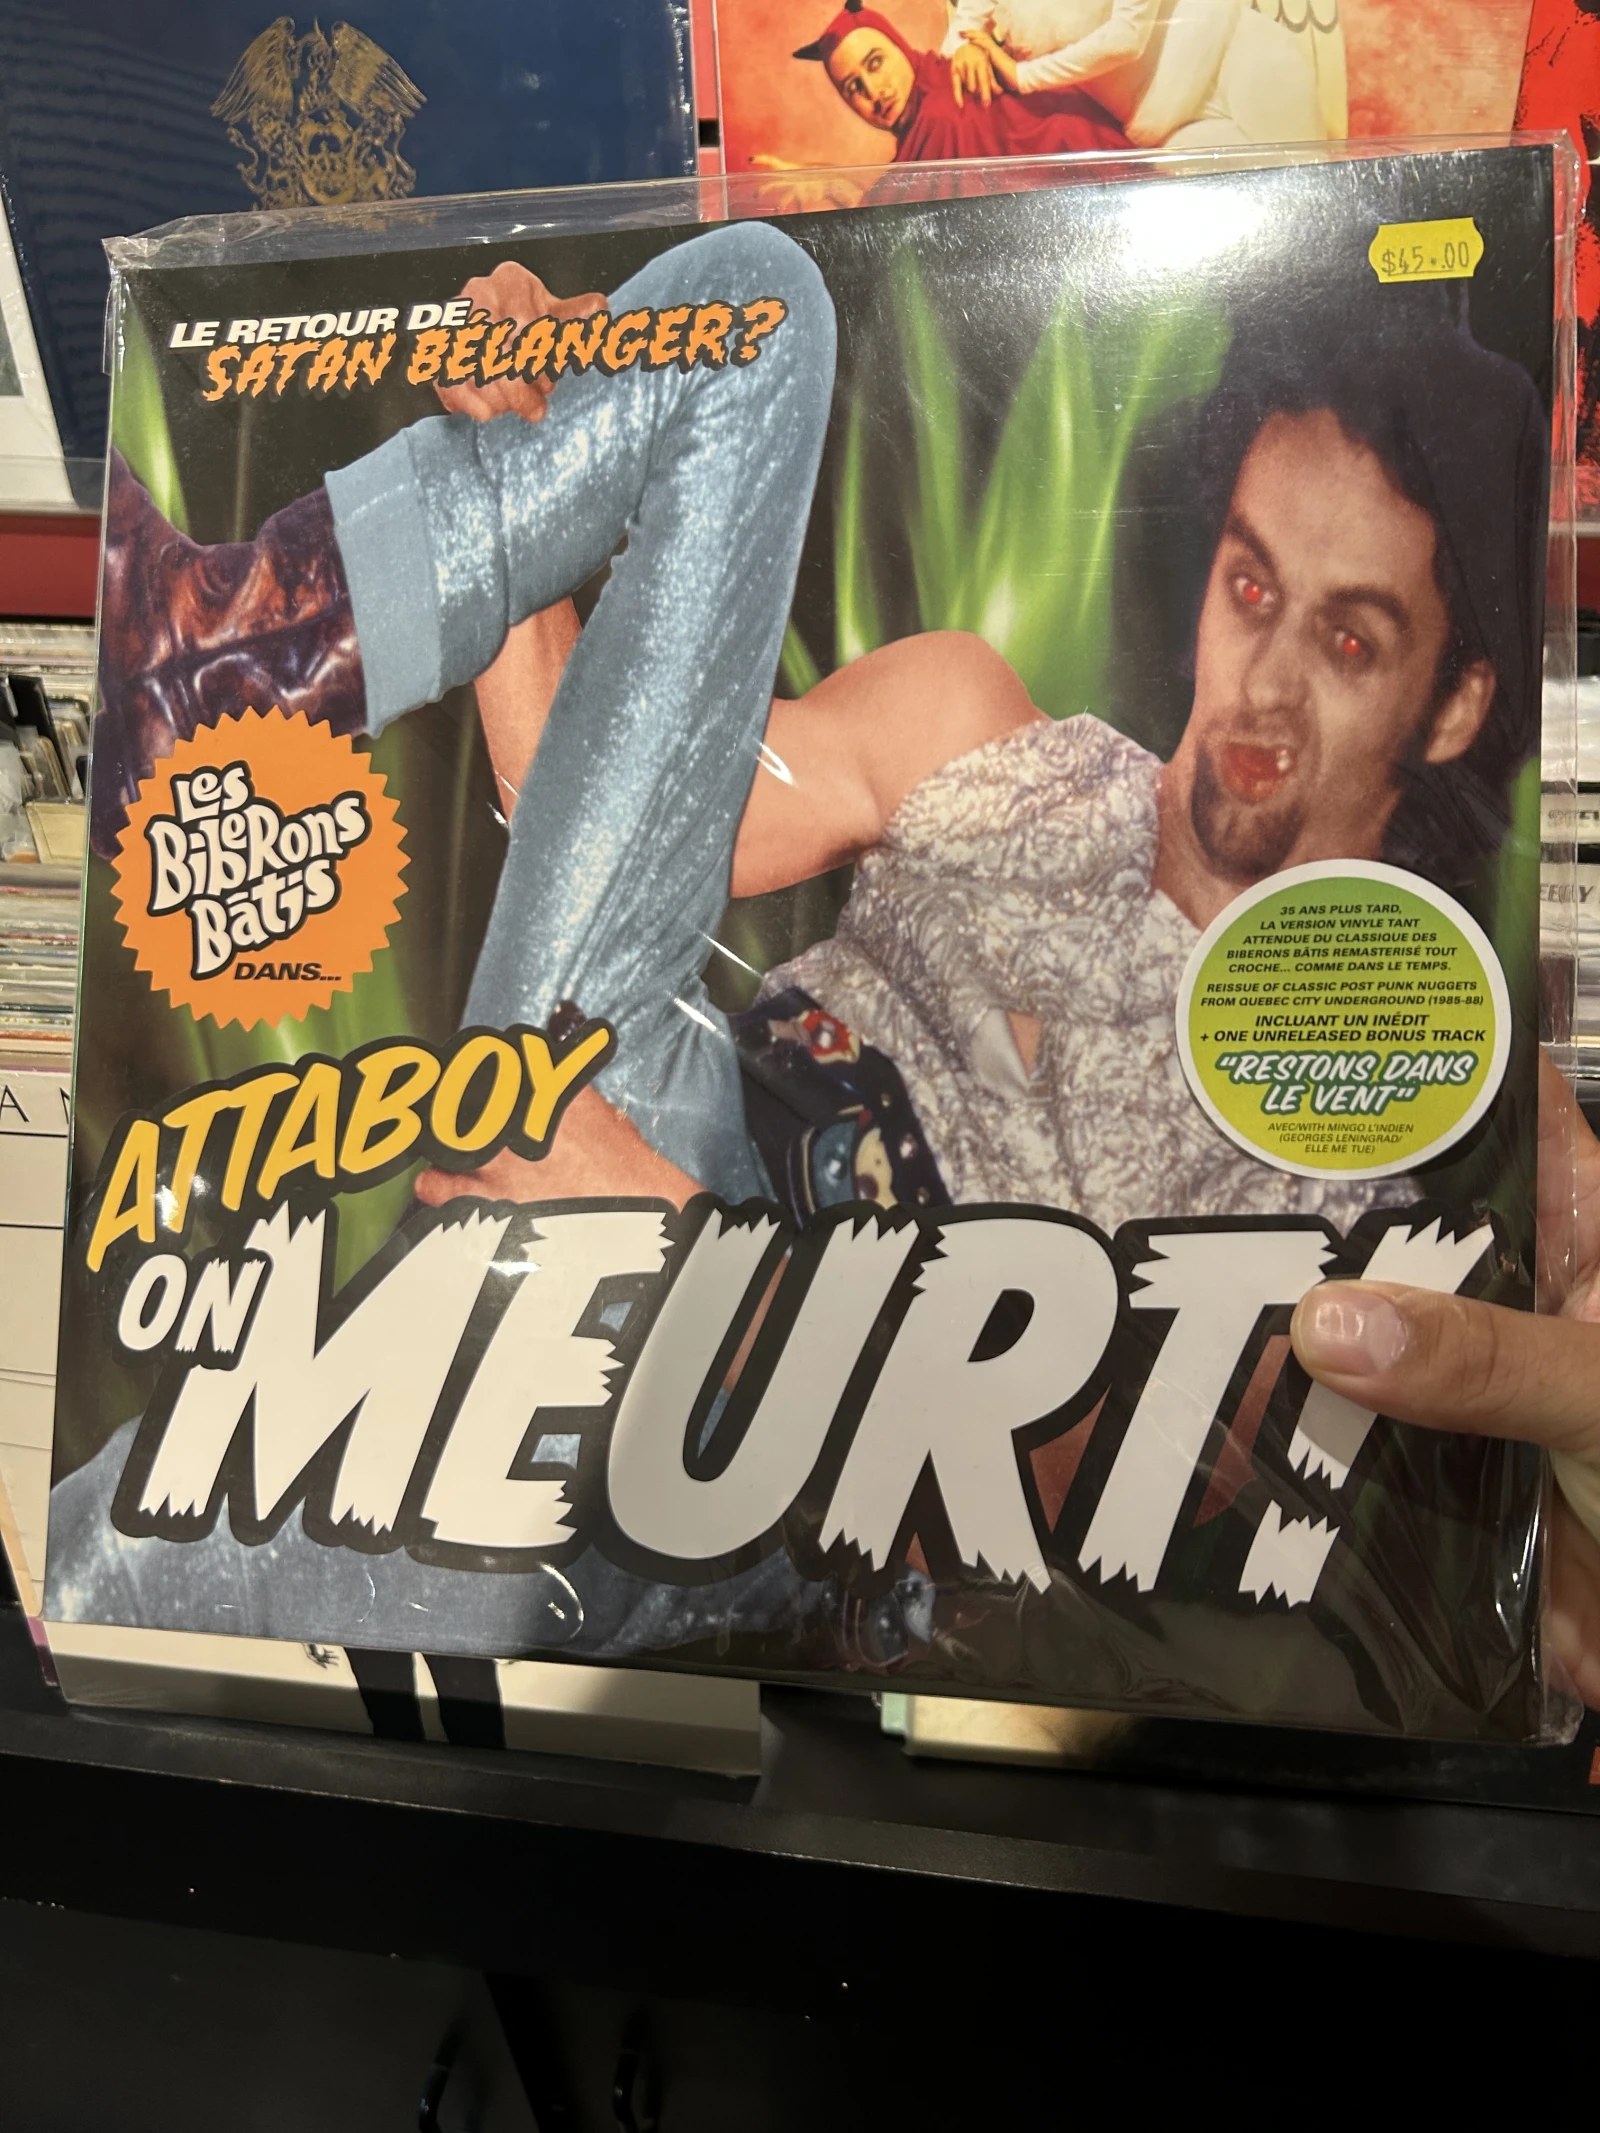 $45.00
LE RETOUR DE
SATAN BÉLANGER?
Les
BibeRons
Bâtis
DANS...
ATTABOY
ON MEURT!
35 ANS PLUS TARD,
LA VERSION VINYLE TANT
ATTENDUE DU CLASSIQUE DES
BIBERONS BÂTIS REMASTERISÉ TOUT
CROCHE... COMME DANS LE TEMPS.
REISSUE OF CLASSIC POST PUNK NUGGETS
FROM QUEBEC CITY UNDERGROUND (1985-88)
INCLUANT UN INÉDIT
+ ONE UNRELEASED BONUS TRACK
"RESTONS DANS
LE VENT"
AVEC/WITH MINGO L'INDIEN
(GEORGES LENINGRAD/
ELLE ME TUE)